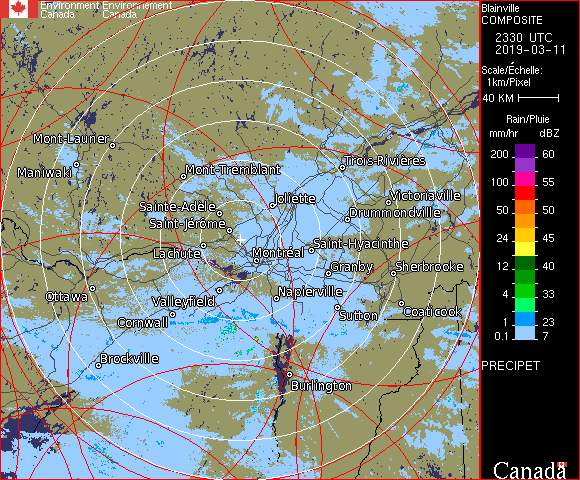 Environment Environnement
Canada Canada
Mont-Laurier
Maniwaki
Mont-Tremblant
Trois-Rivières
Joliette
Victoriaville
Sainte-Adèle
Drummondville
Saint-Jérôme
Saint-Hyacinthe
Lachute
Montréal
Granby
Sherbrooke
Ottawa
Valleyfield
Napierville
Cornwall
Sutton
Coaticook
Brockville
Burlington
Blainville
COMPOSITE
2330 UTC
2019-03-11
Scale/Échelle:
1km/Pixel
40 KM
Rain/Pluie
mm/hr dBZ
200 60
57
100 55
50 50
24 45
12 40
4 33
1 23
0.1 7
PRECIPET
Canada